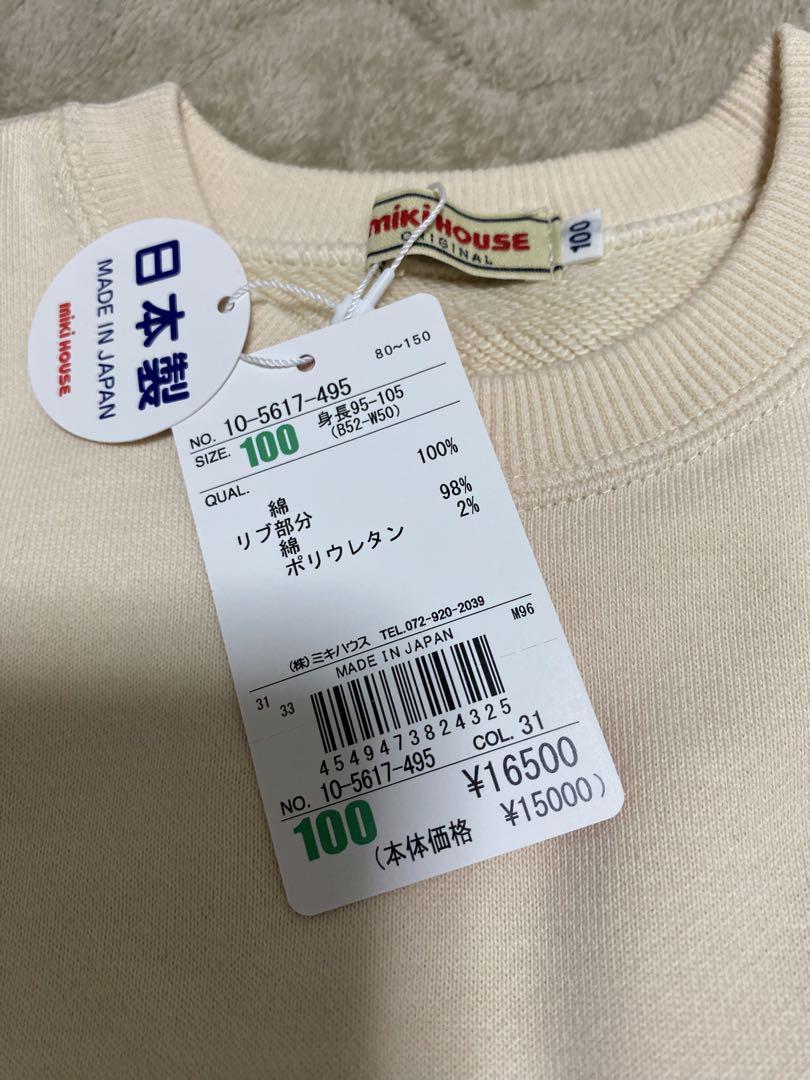 miki HOUSE
ORIGINAL
100
日本製
MADE IN JAPAN
miki HOUSE
80~150
NO. 10-5617-495
SIZE. 100 身長95-105
(B52-W50)
QUAL.
綿 100%
リブ部分
綿 98%
ポリウレタン 2%
M96
(株)ミキハウス TEL.072-920-2039
MADE IN JAPAN
31 33
4549473824325
NO. 10-5617-495 COL. 31
100 ¥16500
(本体価格 ¥15000)